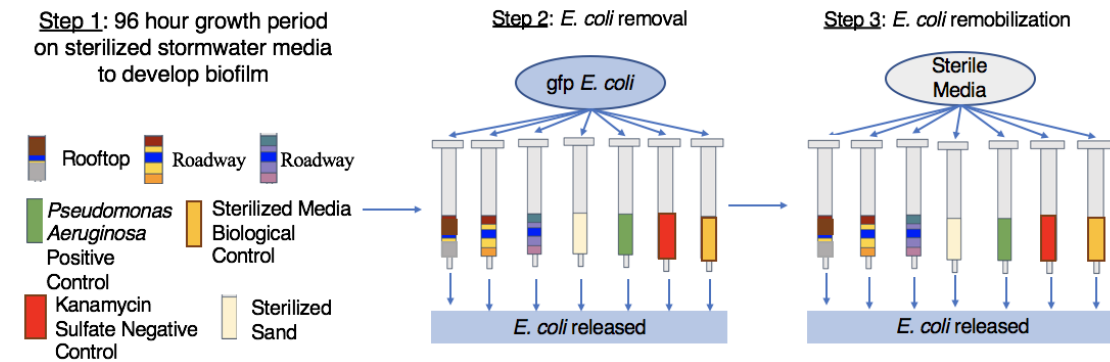 Step 1: 96 hour growth period
on sterilized stormwater media
to develop biofilm
Rooftop
Roadway
Roadway
Pseudomonas
Aeruginosa
Positive
Control
Sterilized Media
Biological
Control
Kanamycin
Sulfate Negative
Control
Sterilized
Sand
Step 2: E. coli removal
gfp E. coli
E. coli released
Step 3: E. coli remobilization
Sterile
Media
E. coli released